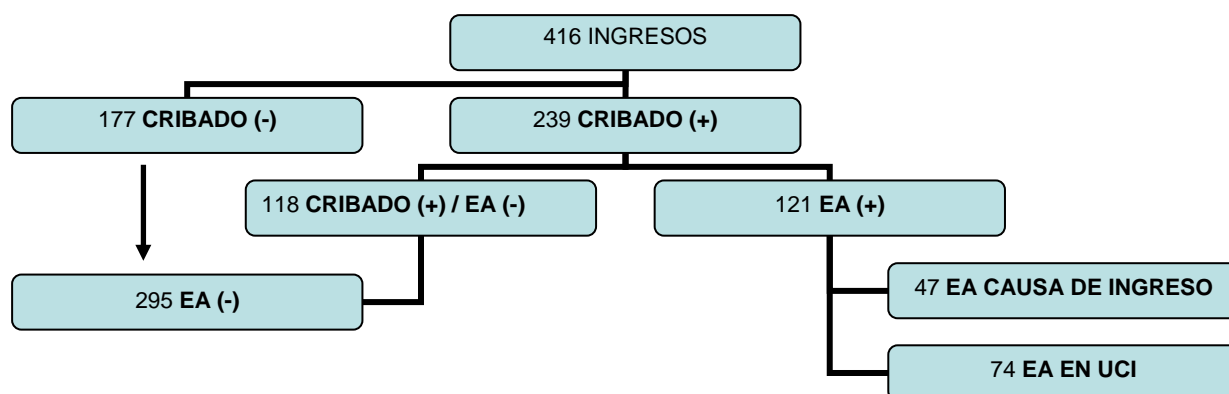 416 INGRESOS
177 CRIBADO (-)
239 CRIBADO (+)
118 CRIBADO (+) / EA (-)
121 EA (+)
295 EA (-)
47 EA CAUSA DE INGRESO
74 EA EN UCI